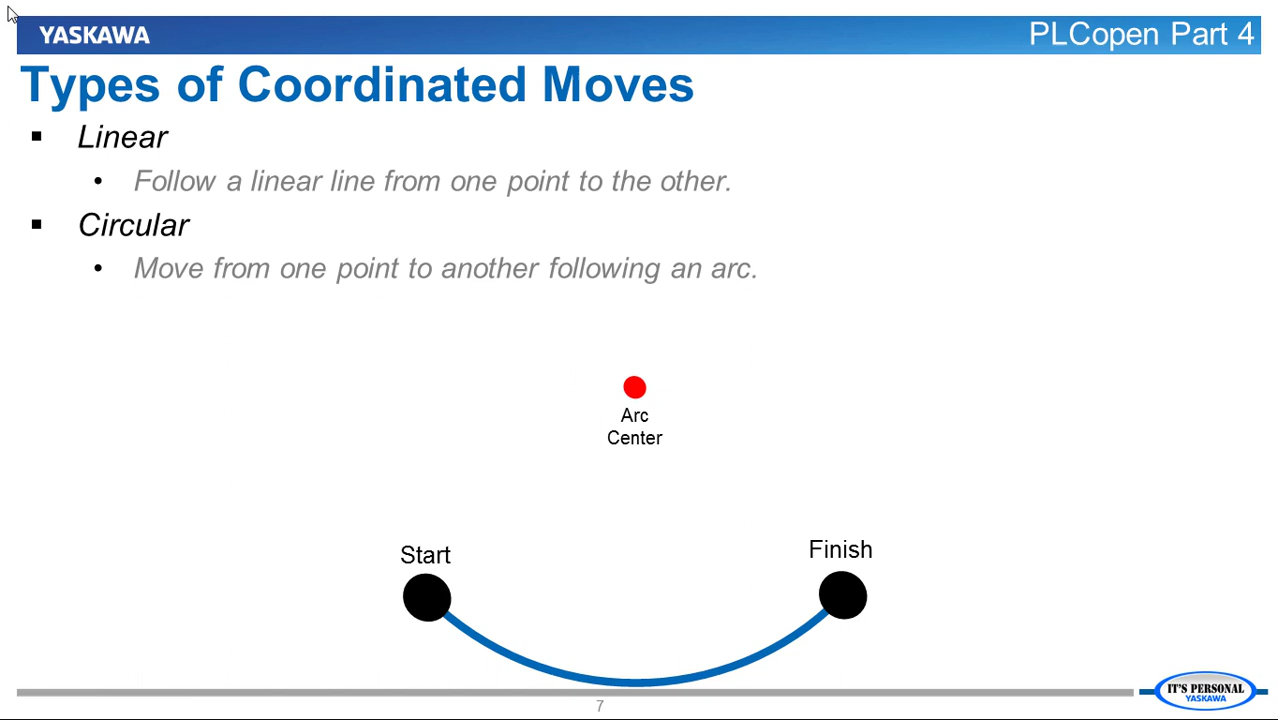 YASKAWA
PLCopen Part 4
Types of Coordinated Moves
▪ Linear
• Follow a linear line from one point to the other.
▪ Circular
• Move from one point to another following an arc.
Arc
Center
Start
Finish
7
IT'S PERSONAL
YASKAWA